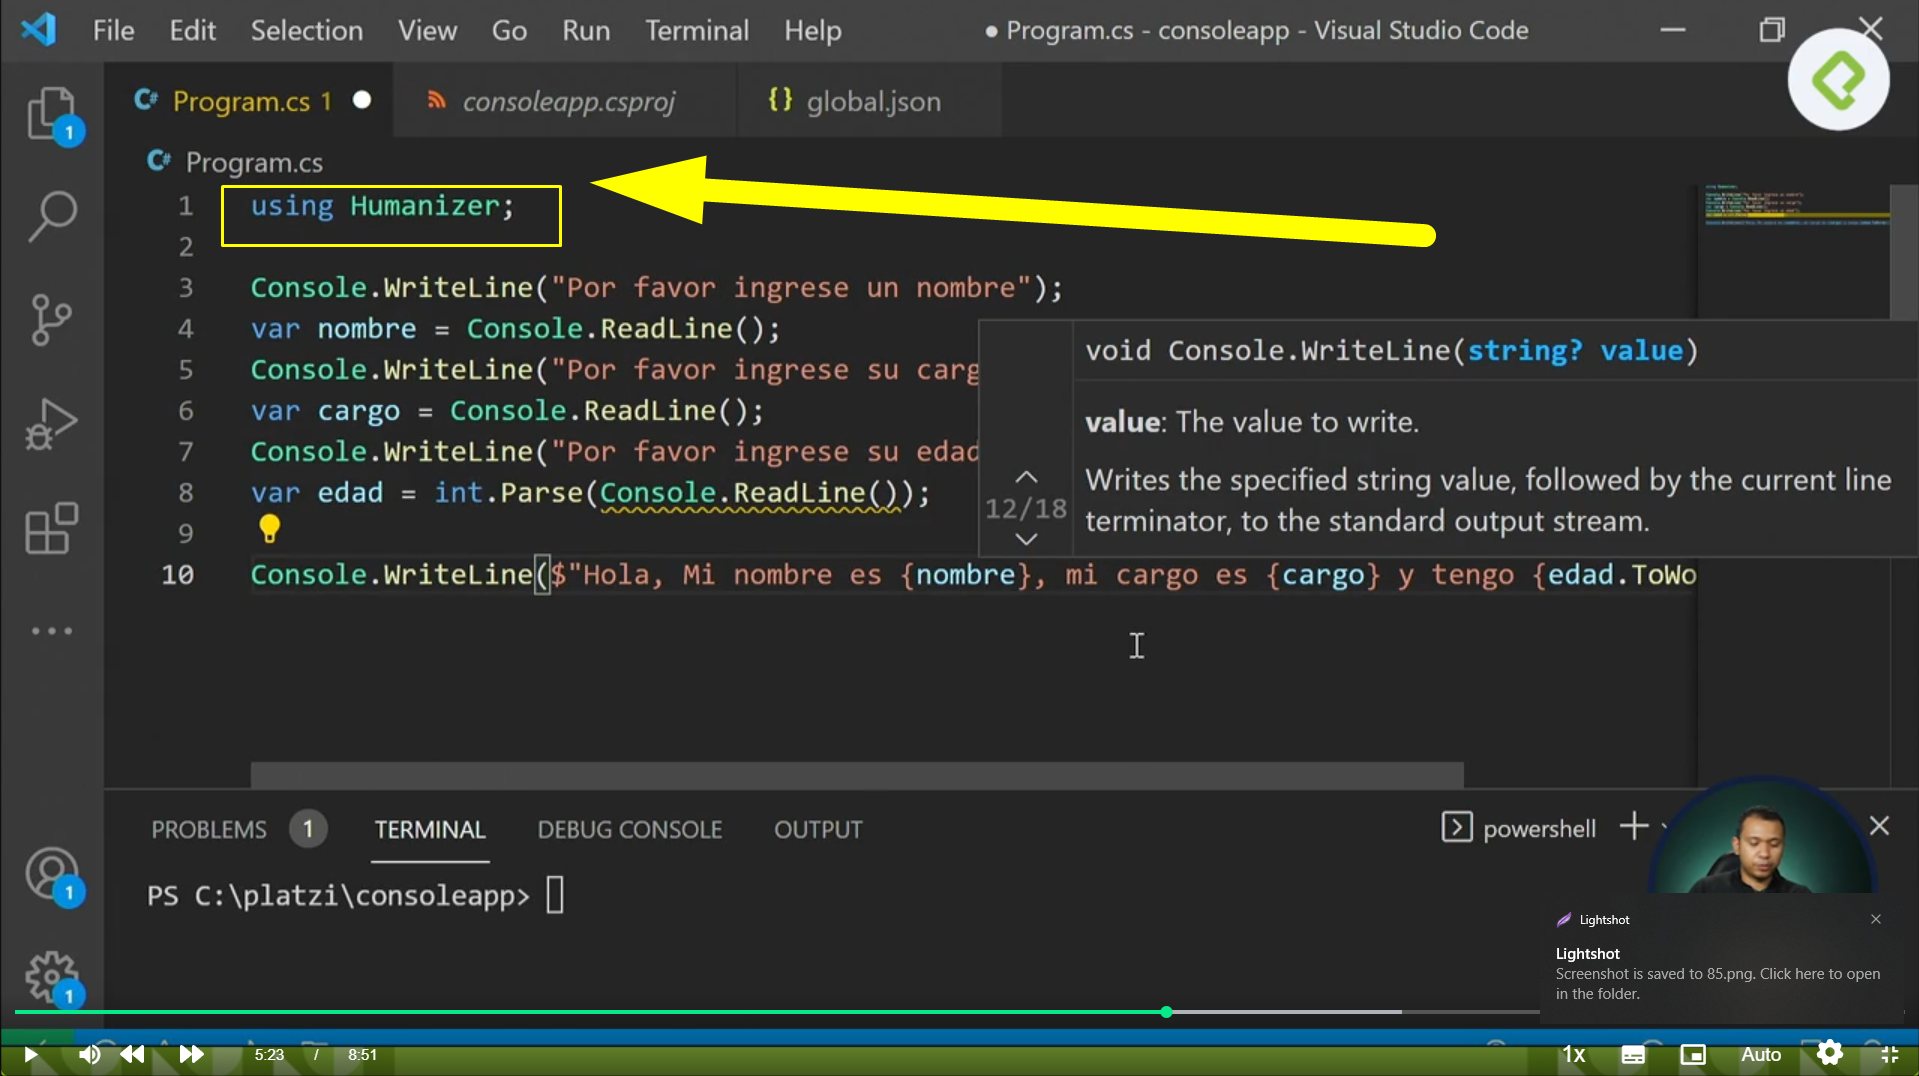 File Edit Selection View Go Run Terminal Help ● Program.cs - consoleapp - Visual Studio Code
Program.cs 1 consoleapp.csproj {} global.json
1
C# Program.cs
1 using Humanizer;
2
3 Console.WriteLine("Por favor ingrese un nombre");
4 var nombre = Console.ReadLine();
void Console.WriteLine(string? value)
5 Console.WriteLine("Por favor ingrese su carg
6 var cargo = Console.ReadLine();
value: The value to write.
7 Console.WriteLine("Por favor ingrese su edad
Writes the specified string value, followed by the current line
8 var edad = int.Parse(Console.ReadLine());
12/18
terminator, to the standard output stream.
9
10 Console.WriteLine($"Hola, Mi nombre es {nombre}, mi cargo es {cargo} y tengo {edad.ToWo
PROBLEMS 1 TERMINAL DEBUG CONSOLE OUTPUT powershell
PS C:\platzi\consoleapp>
1
1
Lightshot
Lightshot
Screenshot is saved to 85.png. Click here to open
in the folder.
5:23 / 8:51 1x Auto